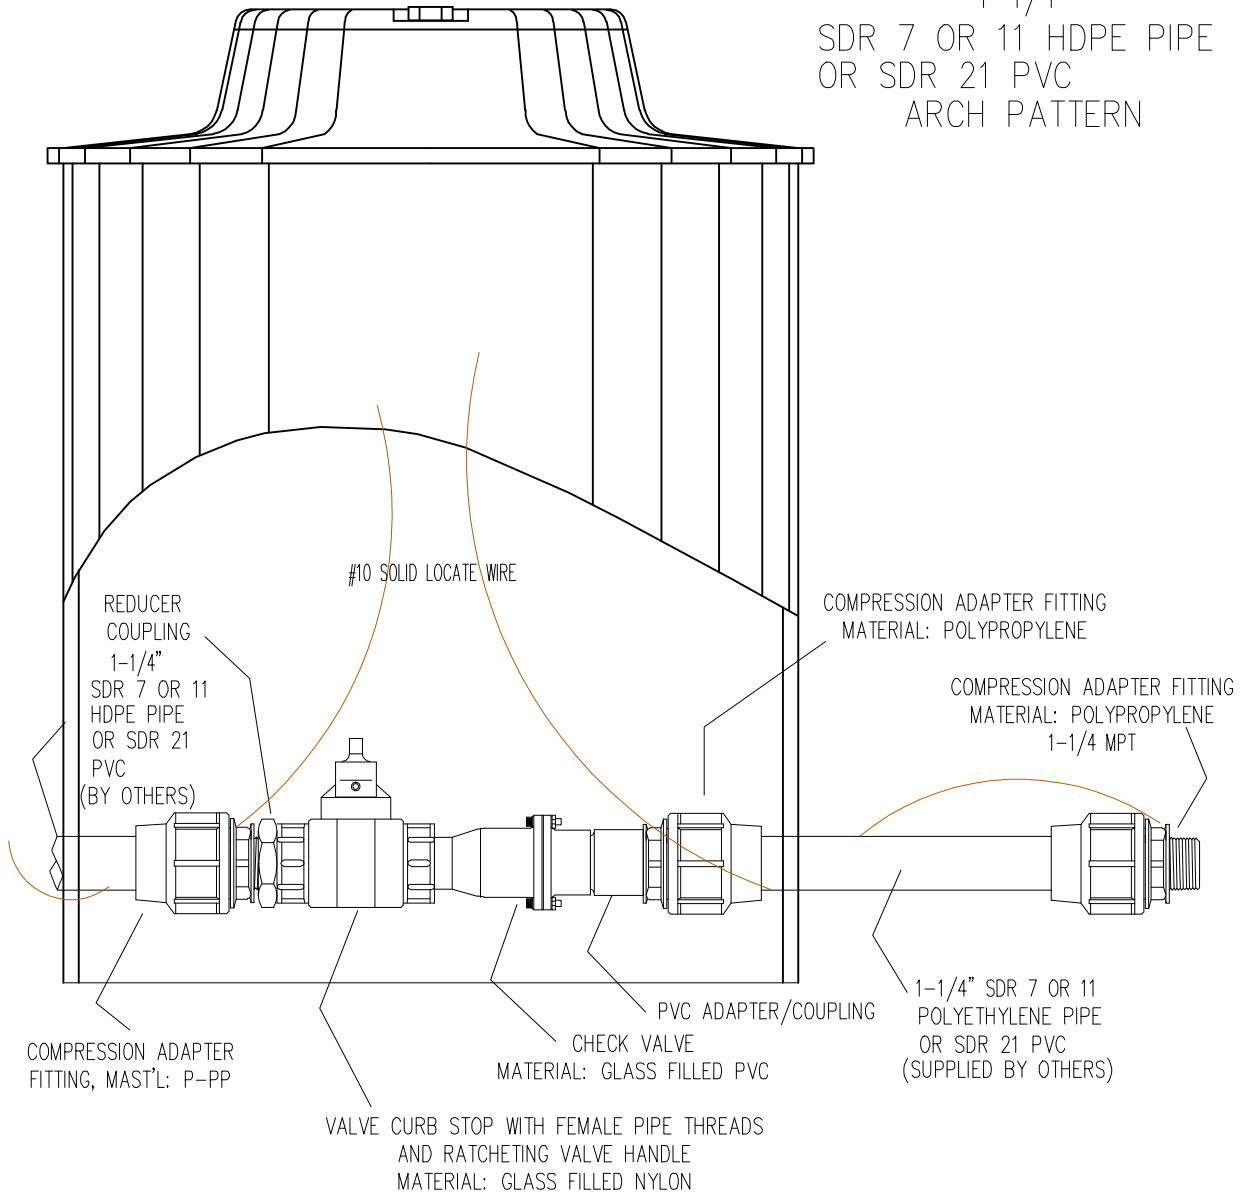 1-1/4"
SDR 7 OR 11 HDPE PIPE
OR SDR 21 PVC
ARCH PATTERN
#10 SOLID LOCATE WIRE
REDUCER
COUPLING
1-1/4"
SDR 7 OR 11
HDPE PIPE
OR SDR 21
PVC
(BY OTHERS)
COMPRESSION ADAPTER FITTING
MATERIAL: POLYPROPYLENE
COMPRESSION ADAPTER FITTING
MATERIAL: POLYPROPYLENE
1-1/4 MPT
1-1/4" SDR 7 OR 11
POLYETHYLENE PIPE
OR SDR 21 PVC
(SUPPLIED BY OTHERS)
PVC ADAPTER/COUPLING
CHECK VALVE
MATERIAL: GLASS FILLED PVC
COMPRESSION ADAPTER
FITTING, MAST'L: P-PP
VALVE CURB STOP WITH FEMALE PIPE THREADS
AND RATCHETING VALVE HANDLE
MATERIAL: GLASS FILLED NYLON